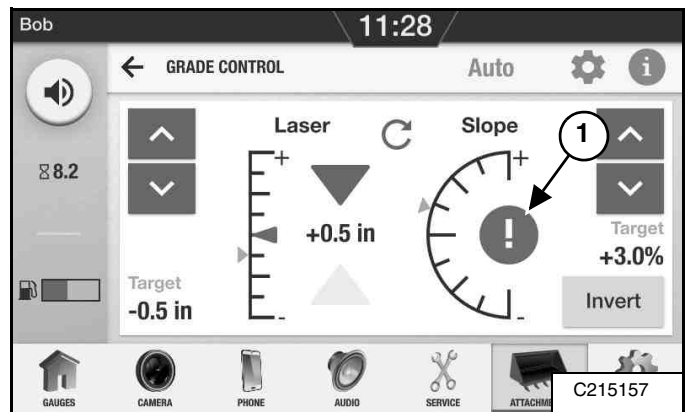 Bob
11:28
GRADE CONTROL
Auto
i
8.2
Laser
Slope
1
+
+
+0.5 in
!
Target
+3.0%
Target
-0.5 in
-
-
Invert
GAUGES
CAMERA
PHONE
AUDIO
SERVICE
ATTACHM
C215157